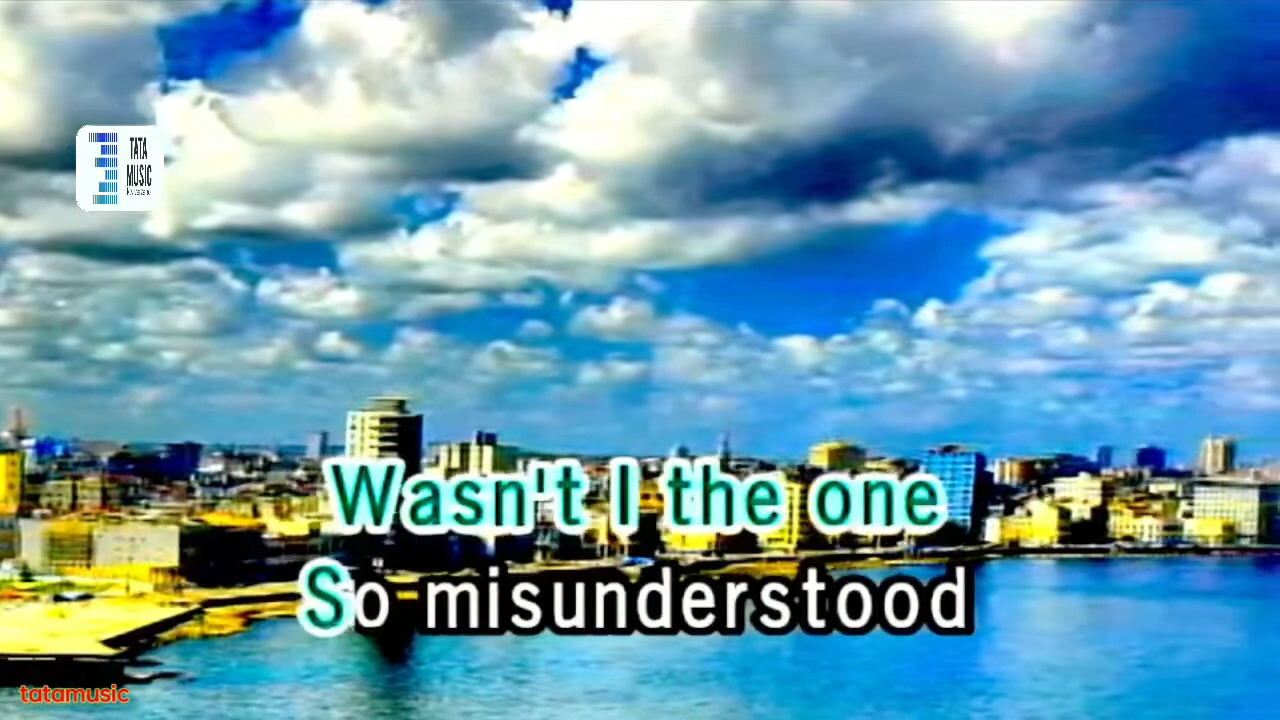 TATA
MUSIC
Wasn't I the one
So misunderstood
tatamusic